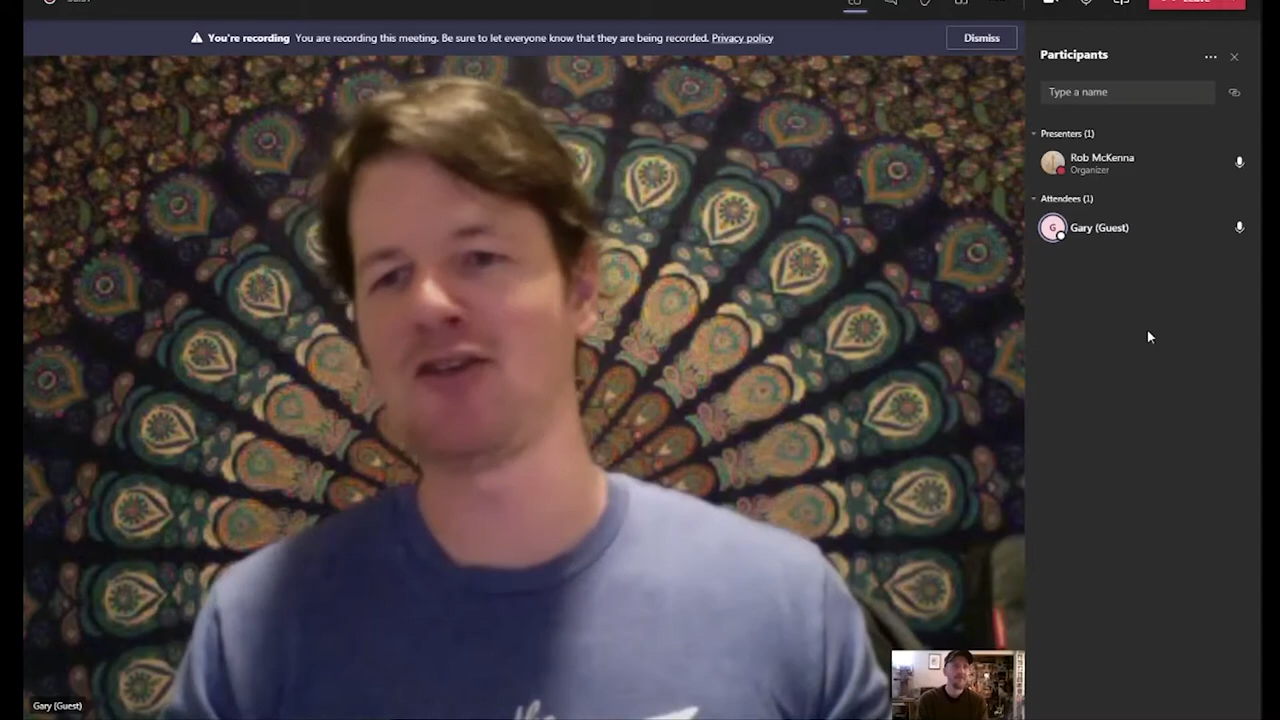 You're recording You are recording this meeting. Be sure to let everyone know that they are being recorded. Privacy policy
Dismiss
Participants
Type a name
Presenters (1)
Rob McKenna
Organizer
Attendees (1)
G
Gary (Guest)
the
Gary (Guest)